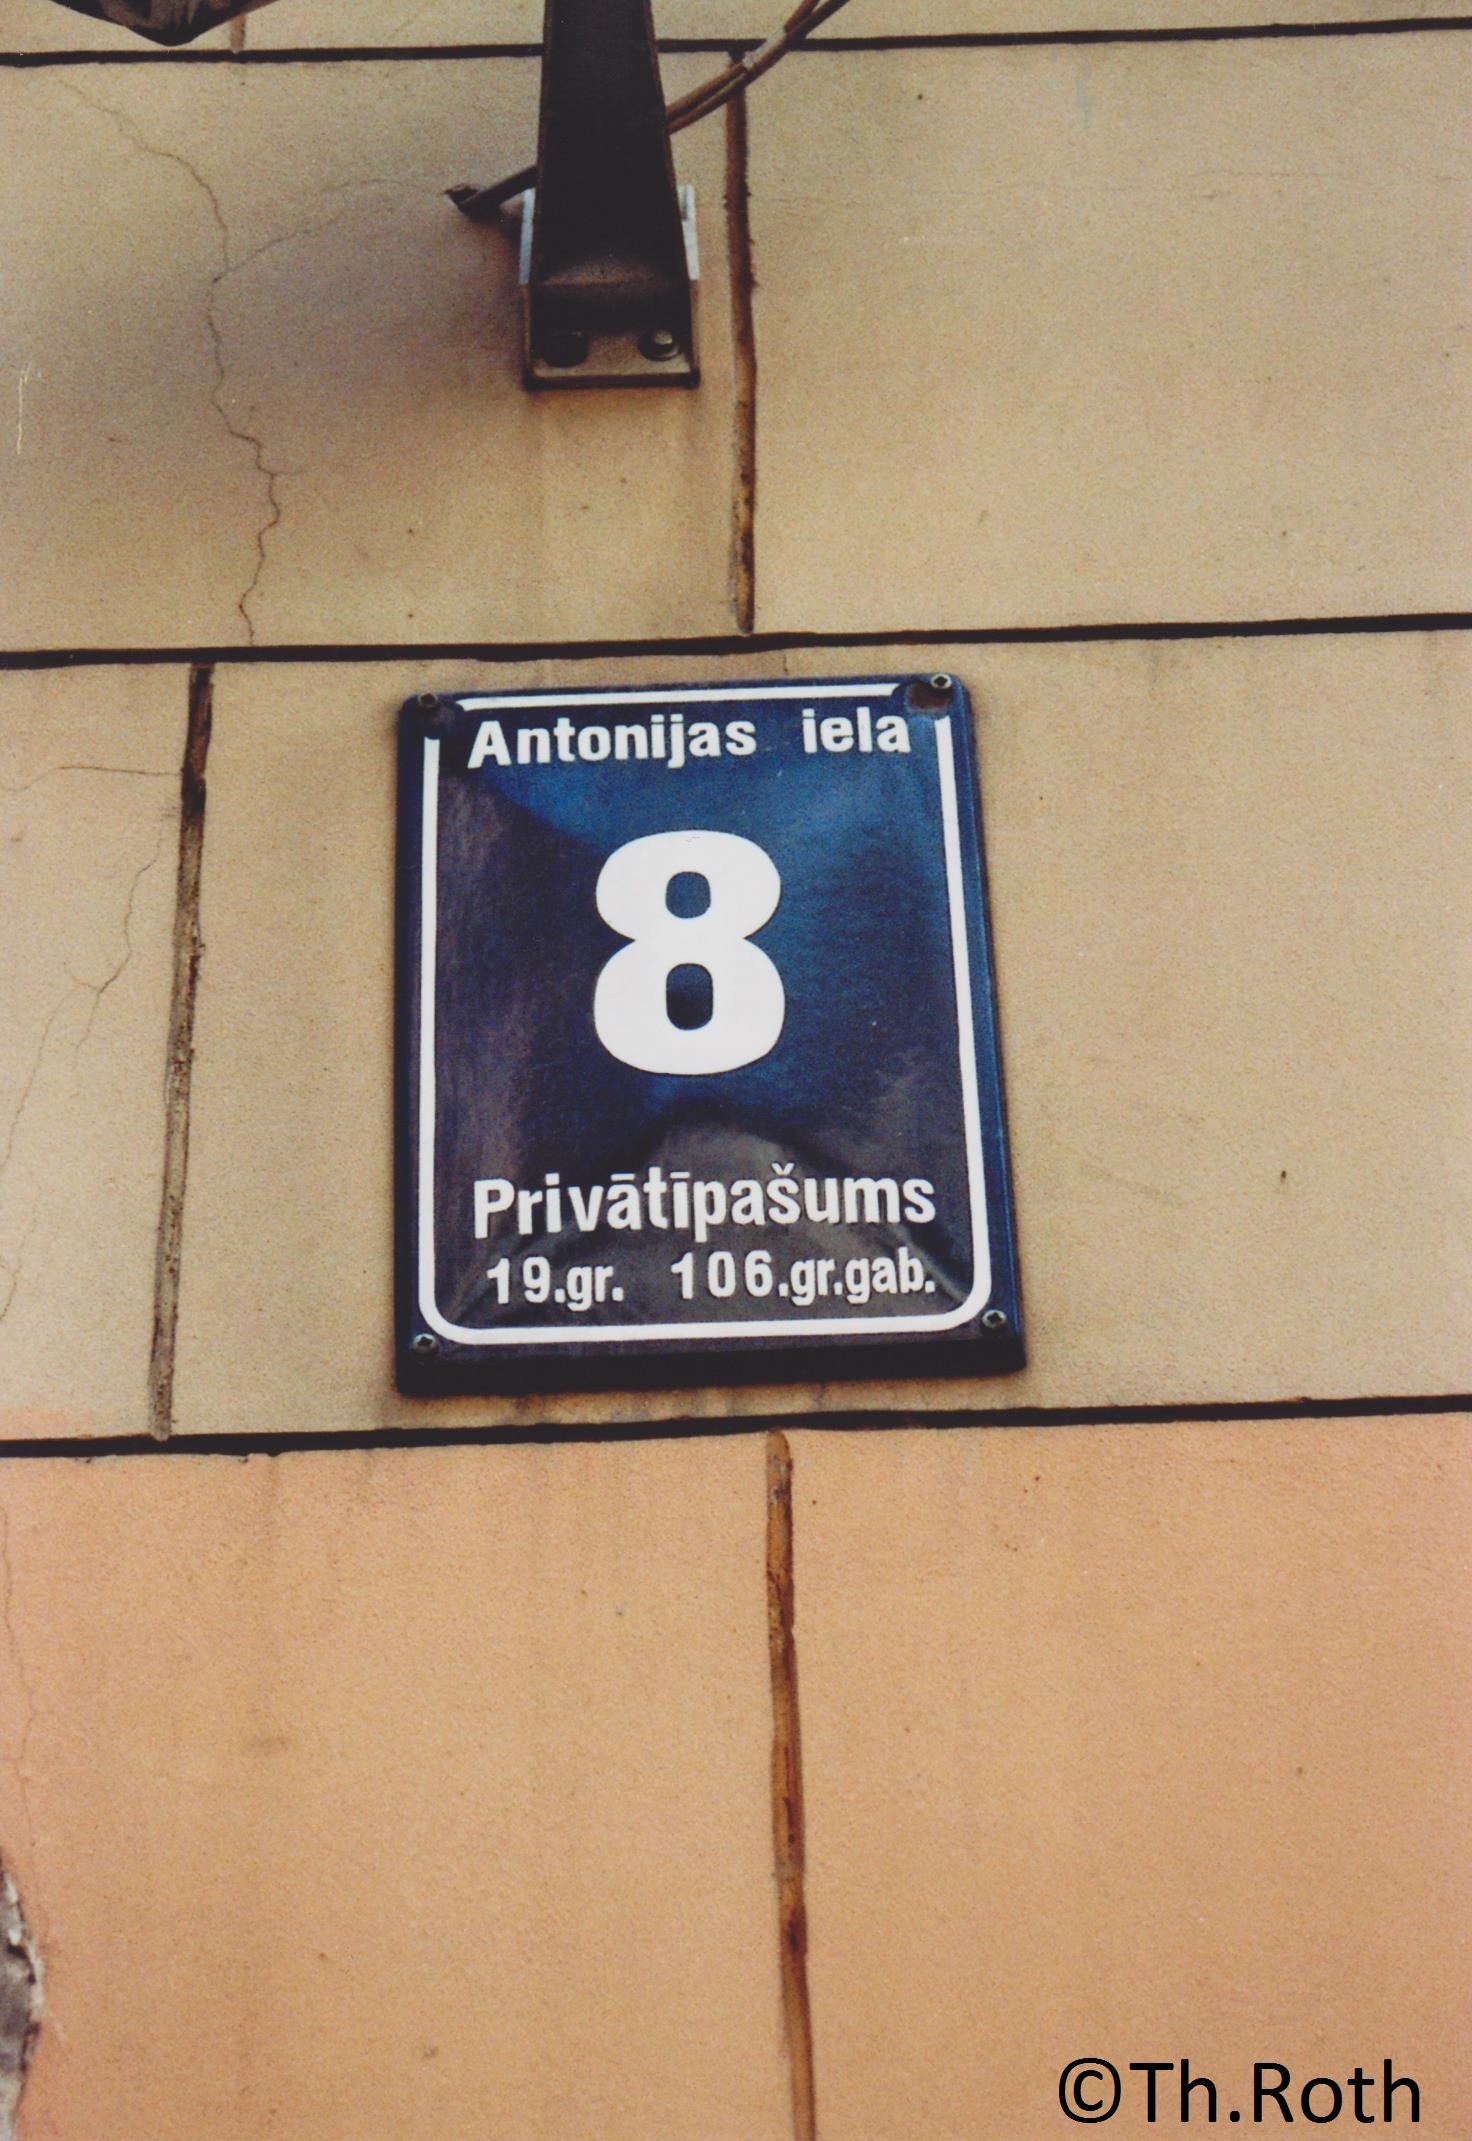 Antonijas iela
8
Privātīpašums
19.gr. 106.gr.gab.
©Th.Roth